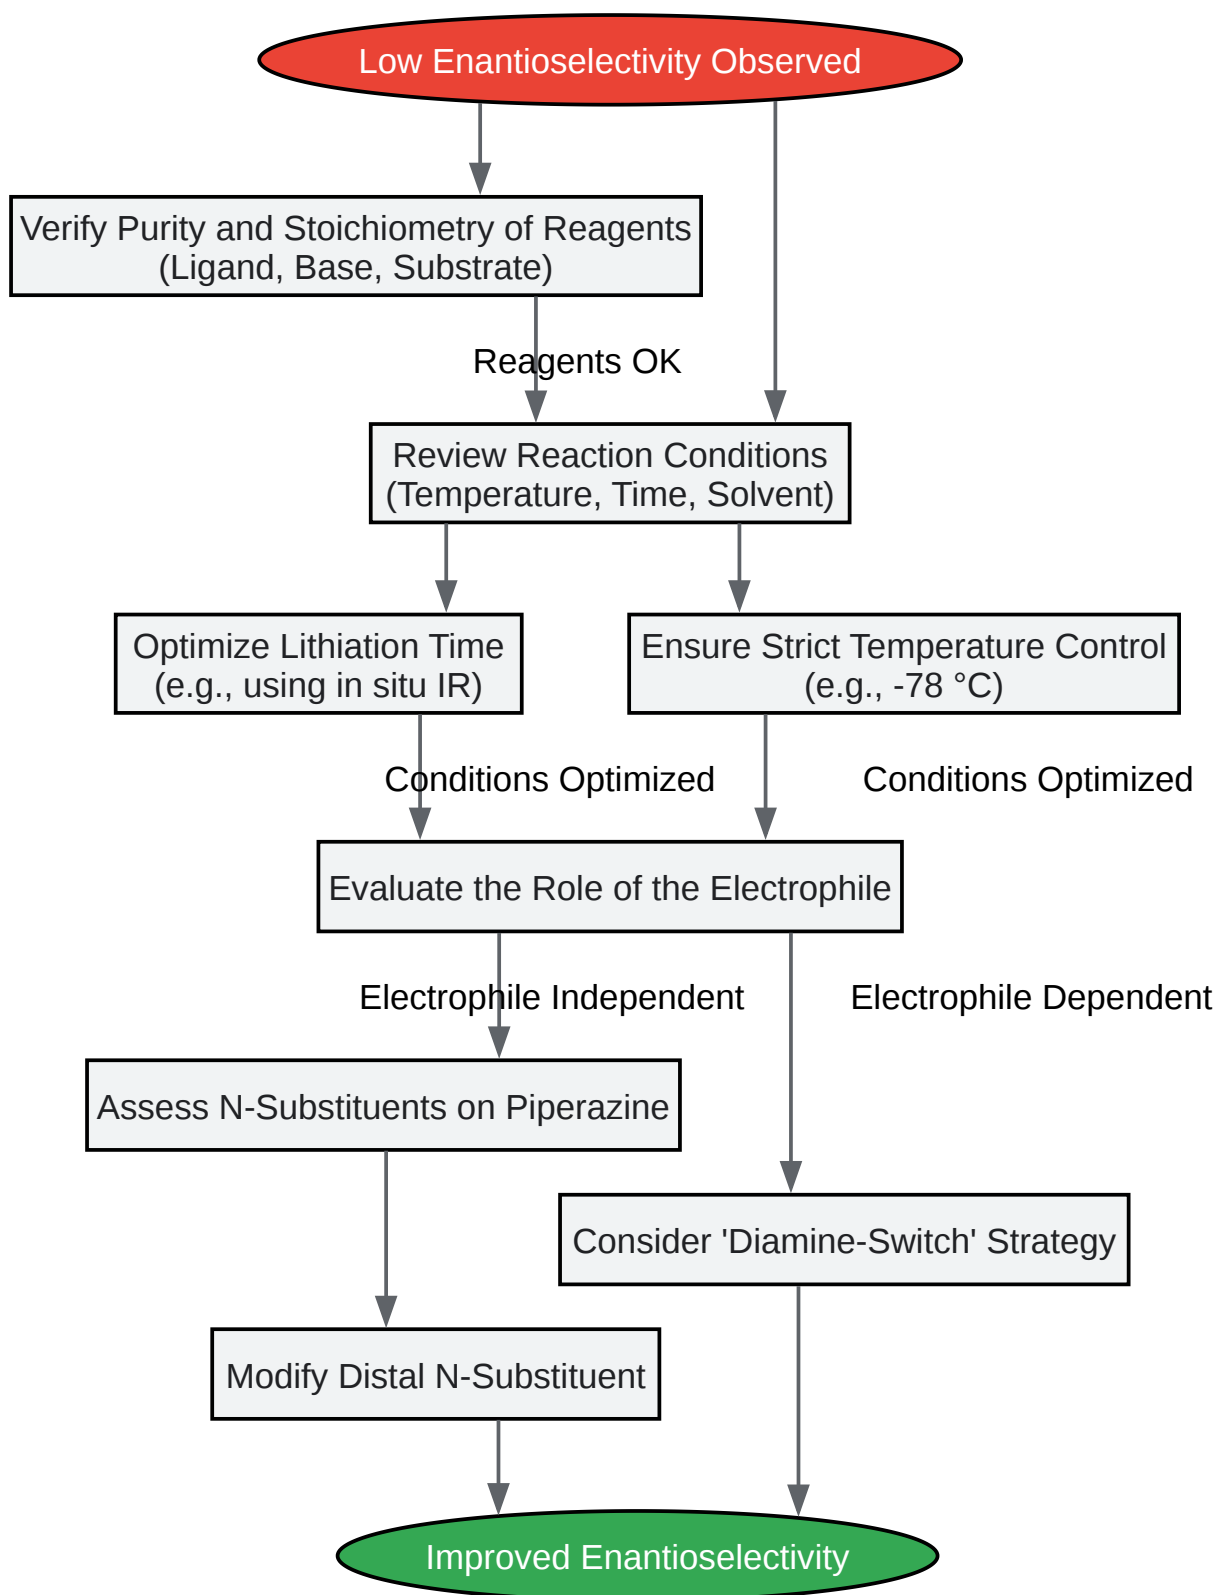 Low Enantioselectivity Observed
Verify Purity and Stoichiometry of Reagents
(Ligand, Base, Substrate)
Reagents OK
Review Reaction Conditions
(Temperature, Time, Solvent)
Optimize Lithiation Time
(e.g., using in situ IR)
Ensure Strict Temperature Control
(e.g., -78 °C)
Conditions Optimized
Conditions Optimized
Evaluate the Role of the Electrophile
Electrophile Independent
Electrophile Dependent
Assess N-Substituents on Piperazine
Consider 'Diamine-Switch' Strategy
Modify Distal N-Substituent
Improved Enantioselectivity